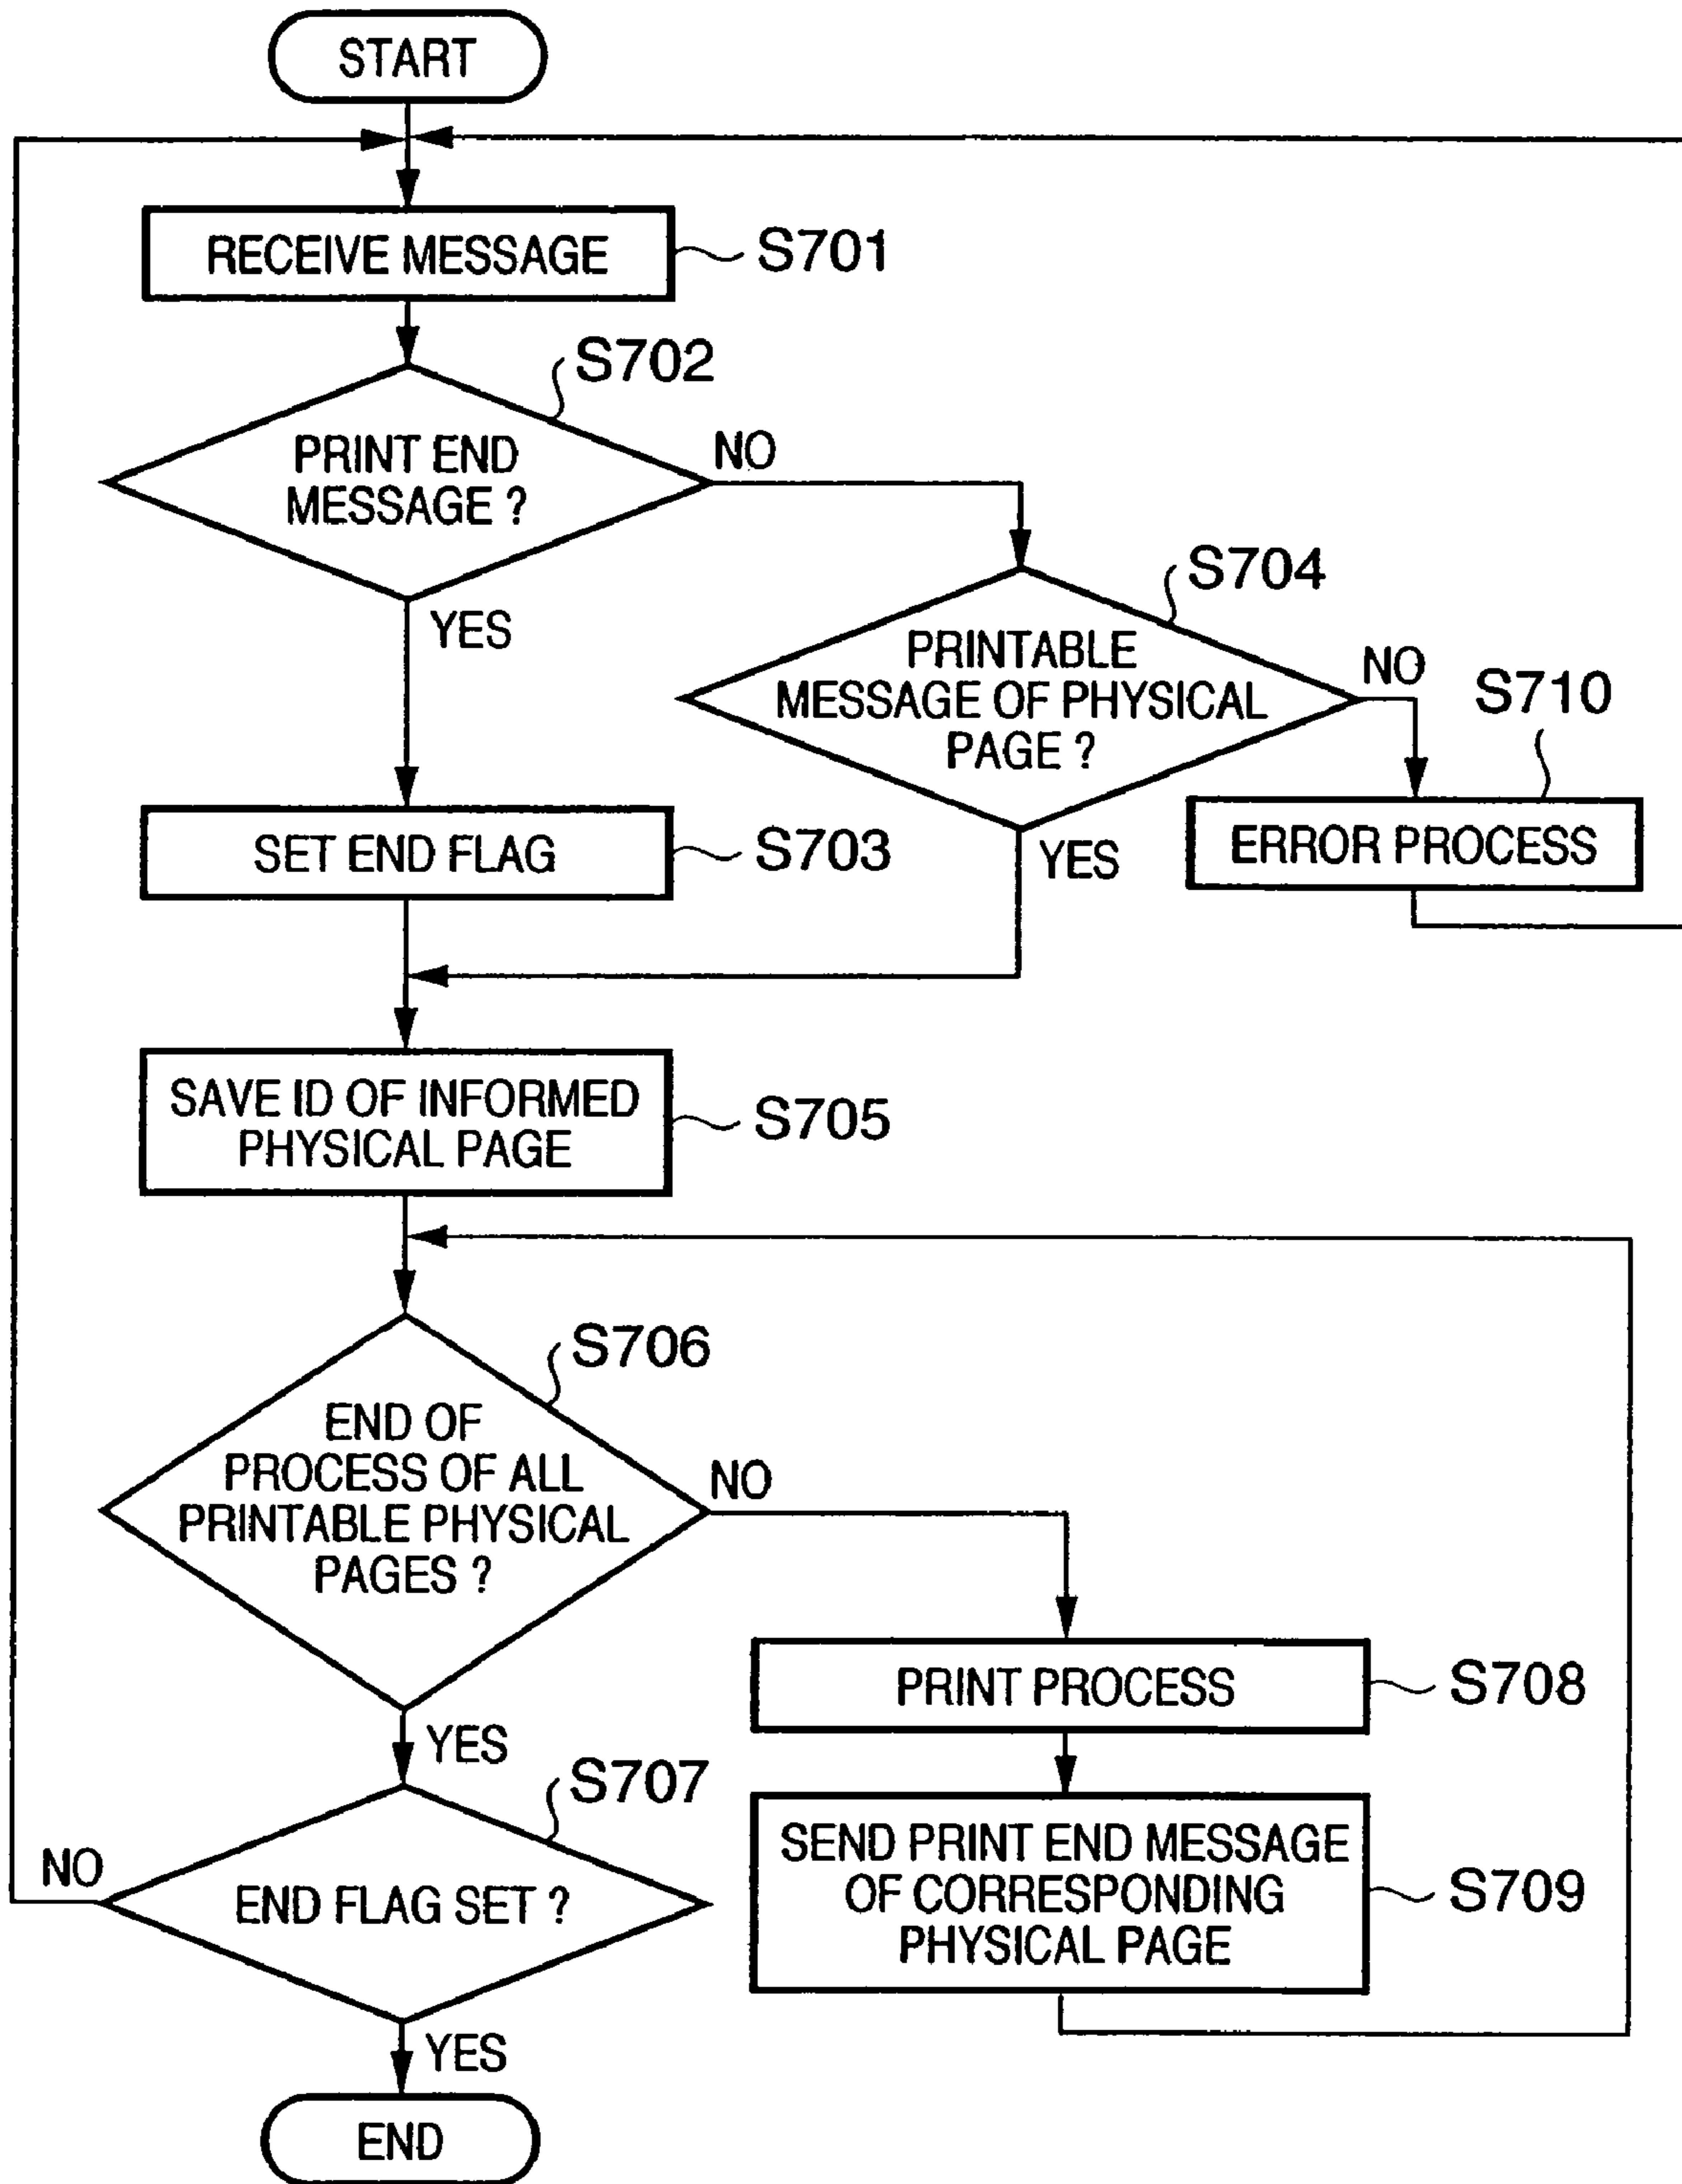 START
RECEIVE MESSAGE
S701
S702
PRINT END
MESSAGE ?
NO
YES
S704
PRINTABLE
MESSAGE OF PHYSICAL
PAGE ?
NO
YES
S710
ERROR PROCESS
SET END FLAG
S703
SAVE ID OF INFORMED
PHYSICAL PAGE
S705
S706
END OF
PROCESS OF ALL
PRINTABLE PHYSICAL
PAGES ?
NO
YES
PRINT PROCESS
S708
SEND PRINT END MESSAGE
OF CORRESPONDING
PHYSICAL PAGE
S709
S707
END FLAG SET ?
NO
YES
END